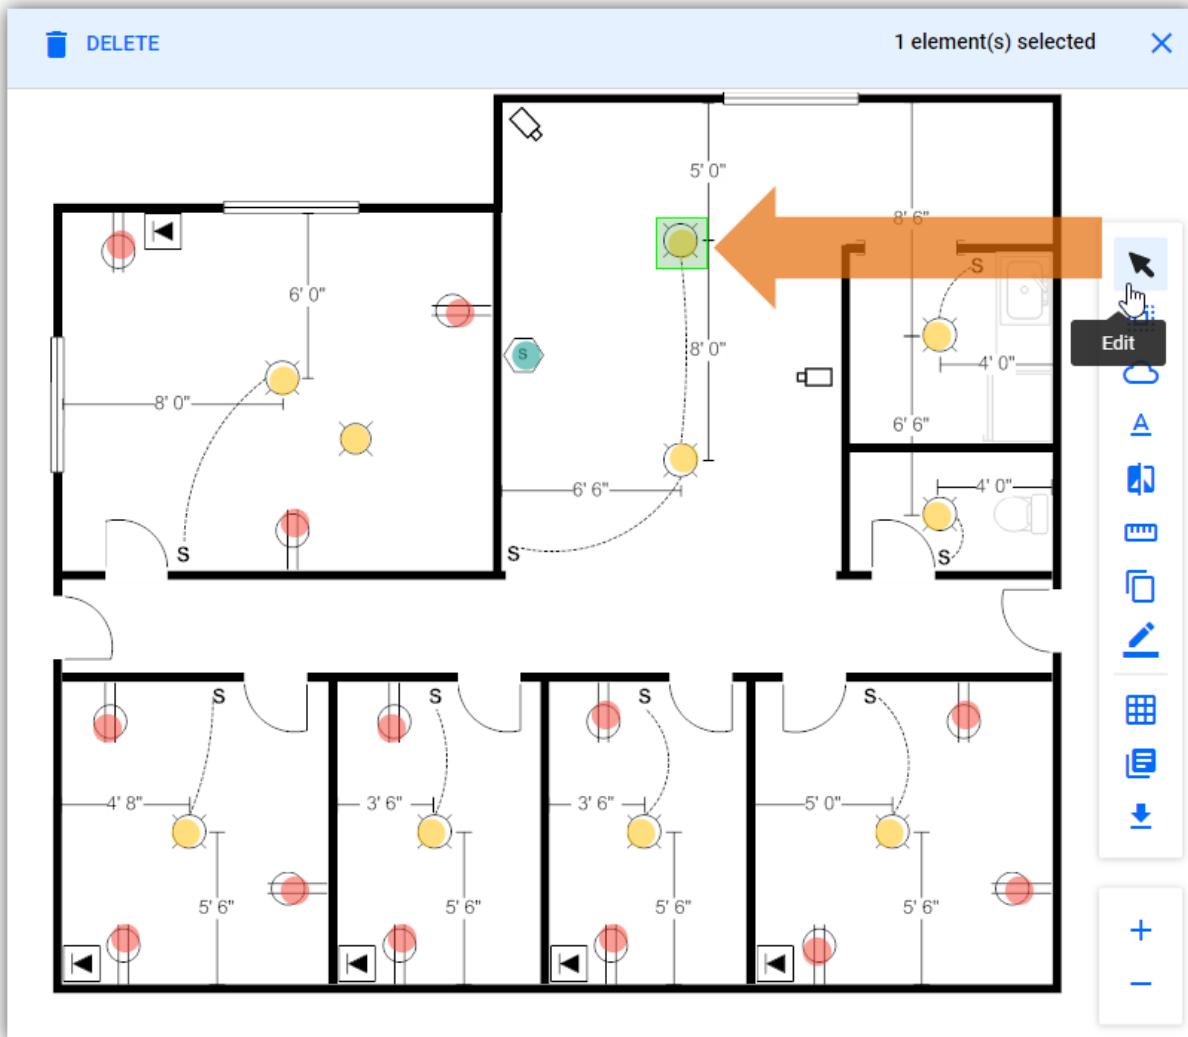 DELETE
1 element(s) selected
5' 0"
8' 6"
S
6' 0"
Edit
S
8' 0"
4' 0"
8' 0"
6' 6"
6' 6"
4' 0"
A
S
S
S
S
S
S
S
4' 8"
3' 6"
3' 6"
5' 0"
5' 6"
5' 6"
5' 6"
5' 6"